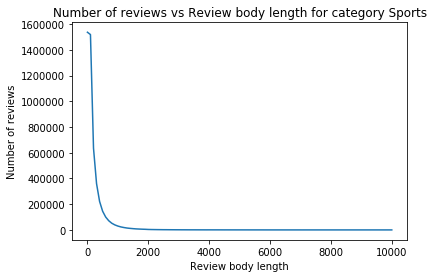 Number of reviews vs Review body length for category Sports
1600000
1400000
1200000
1000000
800000
600000
400000
200000
0
Number of reviews
0 2000 4000 6000 8000 10000
Review body length